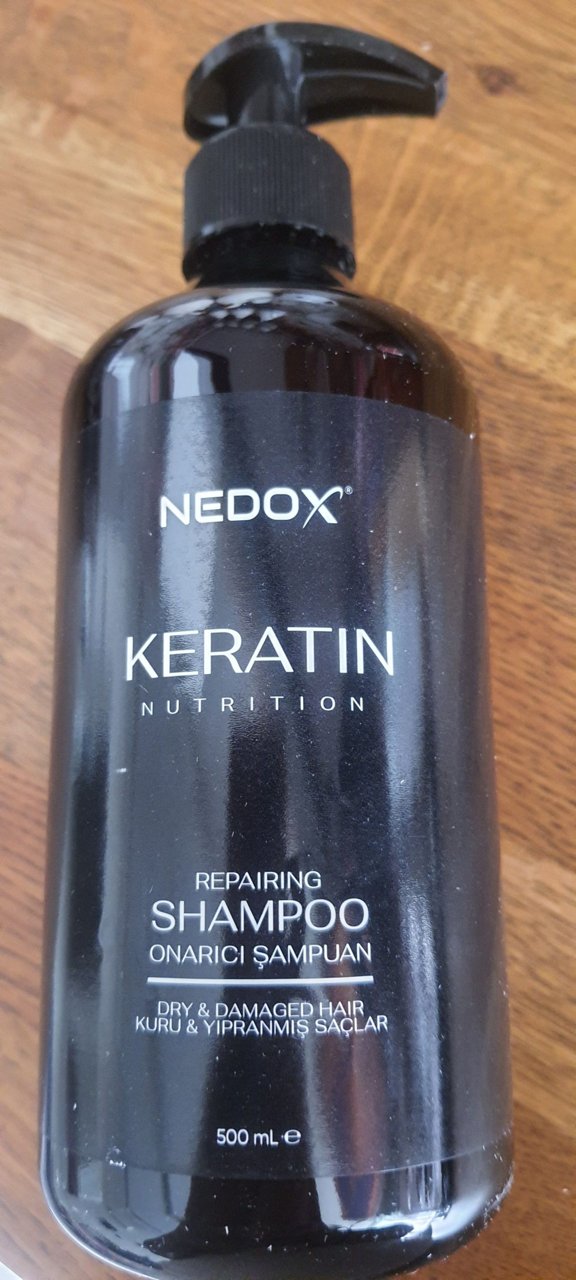 NEDOX®
KERATIN
NUTRITION
REPAIRING
SHAMPOO
ONARICI ŞAMPUAN
DRY & DAMAGED HAIR
KURU & YIPRANMIŞ SAÇLAR
500 mL ℮